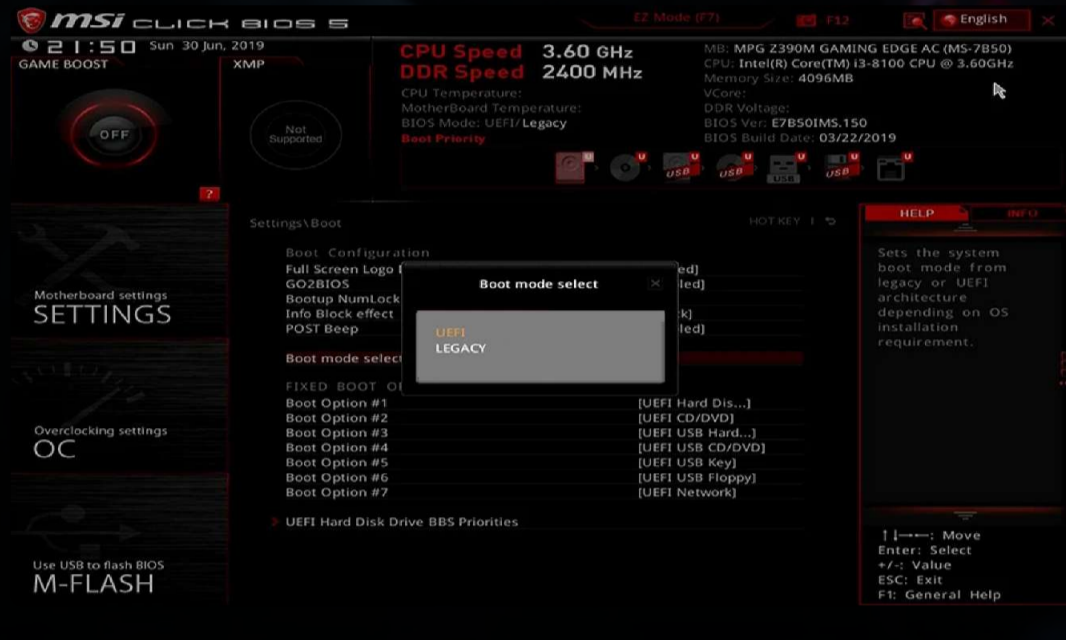 msi CLICK BIOS 5
EZ Mode (F7)
F12
English
21:50 Sun 30 Jun, 2019
GAME BOOST
XMP
OFF
Not
Supported
?
CPU Speed 3.60 GHz
DDR Speed 2400 MHz
CPU Temperature:
MotherBoard Temperature:
BIOS Mode: UEFI/Legacy
Boot Priority
MB: MPG Z390M GAMING EDGE AC (MS-7B50)
CPU: Intel(R) Core(TM) i3-8100 CPU @ 3.60GHz
Memory Size: 4096MB
VCore:
DDR Voltage:
BIOS Ver: E7B50IMS.150
BIOS Build Date: 03/22/2019
U U U U U U U
USB USB USB USB
Motherboard settings
SETTINGS
Overclocking settings
OC
Use USB to flash BIOS
M-FLASH
Settings\Boot
HOT KEY
Boot Configuration
Full Screen Logo
GO2BIOS
Bootup NumLock
Info Block effect
POST Beep
Boot mode select
FIXED BOOT
Boot Option #1 [UEFI Hard Dis...]
Boot Option #2 [UEFI CD/DVD]
Boot Option #3 [UEFI USB Hard...]
Boot Option #4 [UEFI USB CD/DVD]
Boot Option #5 [UEFI USB Key]
Boot Option #6 [UEFI USB Floppy]
Boot Option #7 [UEFI Network]
UEFI Hard Disk Drive BBS Priorities
Boot mode select
UEFI
LEGACY
HELP
INFO
Sets the system
boot mode from
legacy or UEFI
architecture
depending on OS
installation
requirement.
↑↓→←: Move
Enter: Select
+/-: Value
ESC: Exit
F1: General Help